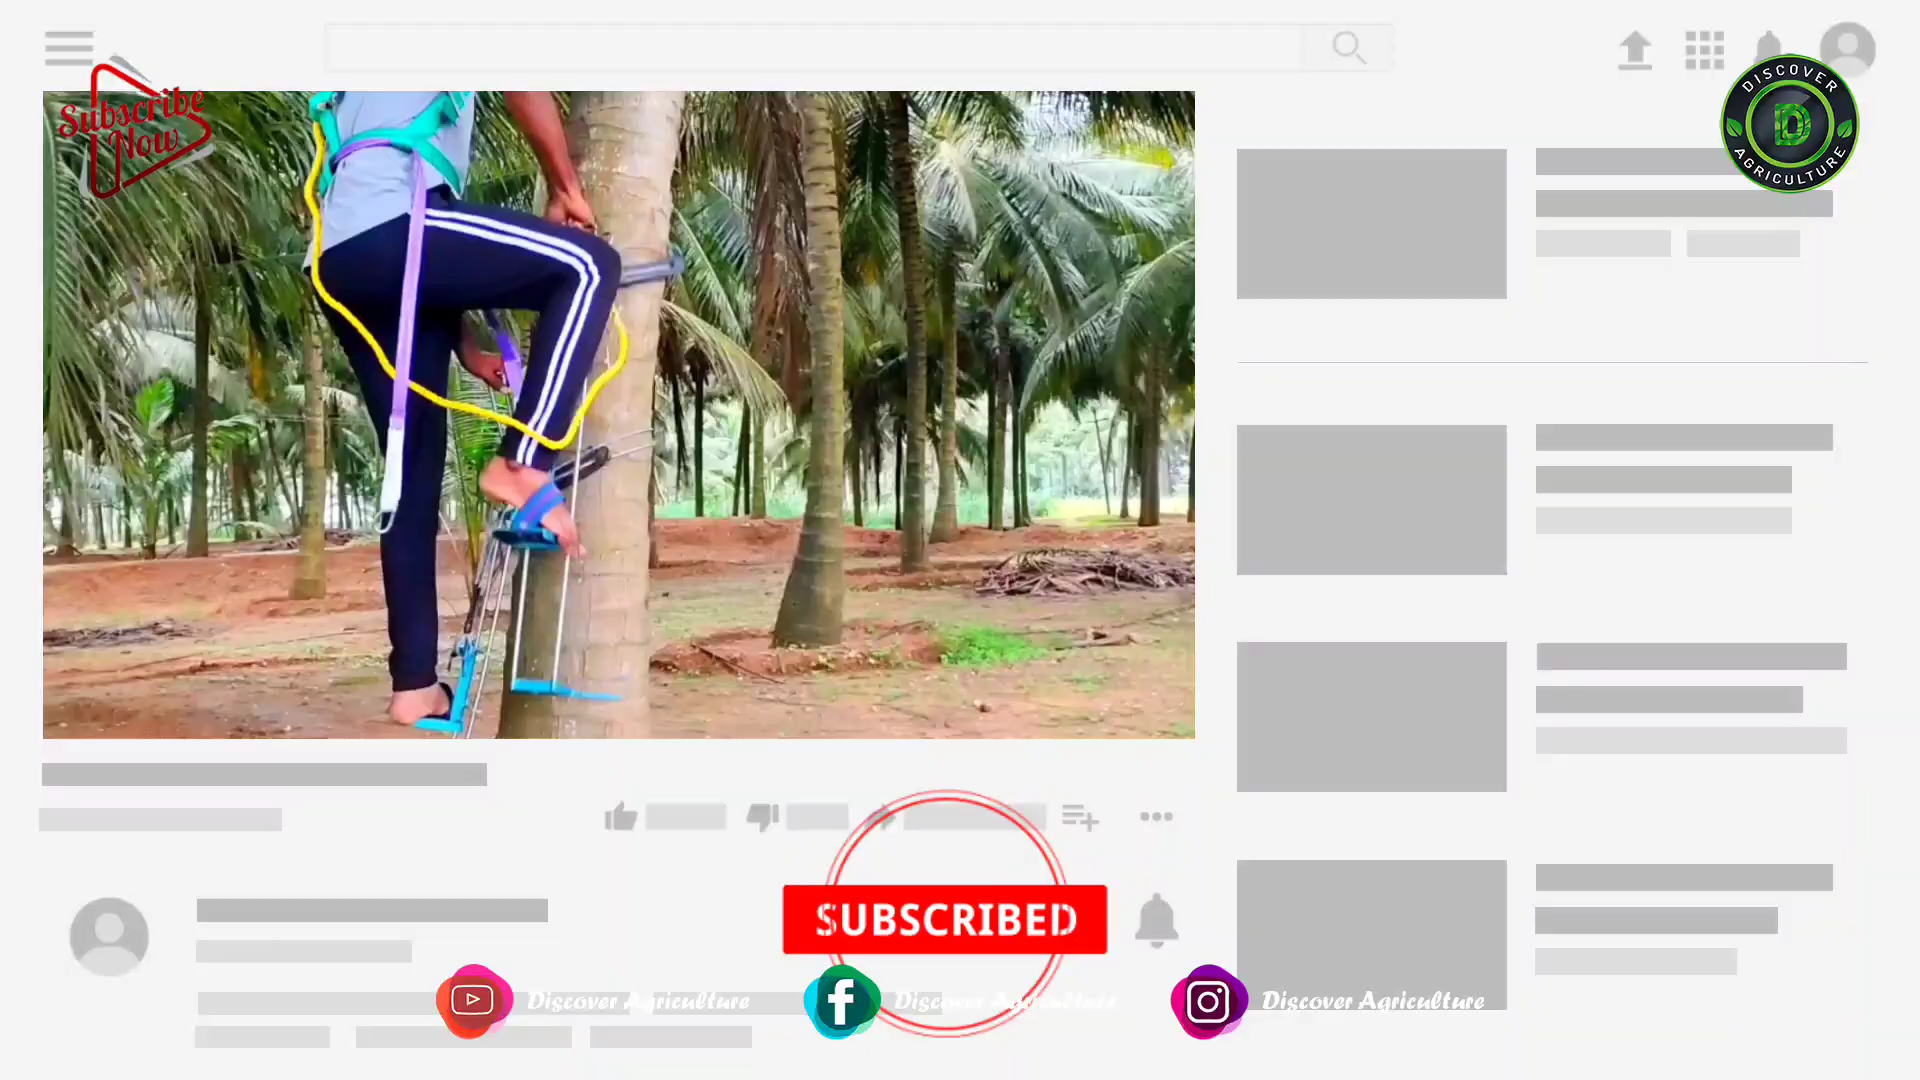 Subscribe
Now
DISCOVER
D
AGRICULTURE
SUBSCRIBED
Discover Agriculture
Discover Agriculture
Discover Agriculture